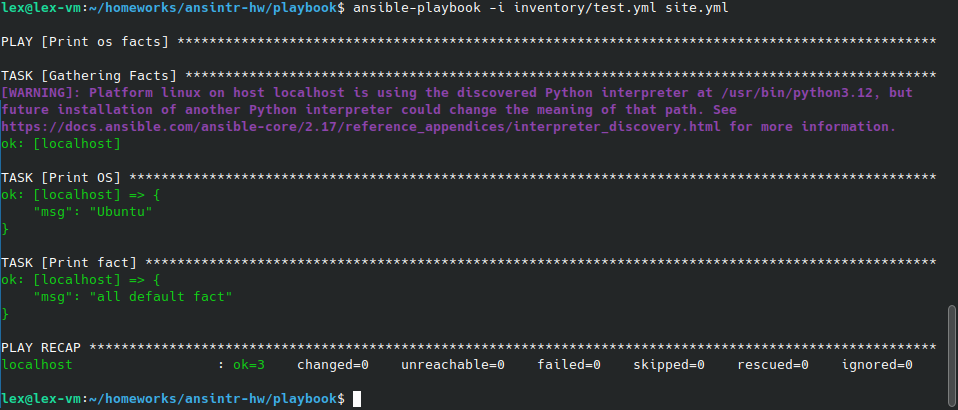 lex@lex-vm:~/homeworks/ansintr-hw/playbook$ ansible-playbook -i inventory/test.yml site.yml
PLAY [Print os facts] ***********************************************************************************************
TASK [Gathering Facts] **********************************************************************************************
[WARNING]: Platform linux on host localhost is using the discovered Python interpreter at /usr/bin/python3.12, but
future installation of another Python interpreter could change the meaning of that path. See
https://docs.ansible.com/ansible-core/2.17/reference_appendices/interpreter_discovery.html for more information.
ok: [localhost]
TASK [Print OS] *****************************************************************************************************
ok: [localhost] => {
    "msg": "Ubuntu"
}
TASK [Print fact] ***************************************************************************************************
ok: [localhost] => {
    "msg": "all default fact"
}
PLAY RECAP **********************************************************************************************************
localhost                  : ok=3    changed=0    unreachable=0    failed=0    skipped=0    rescued=0    ignored=0
lex@lex-vm:~/homeworks/ansintr-hw/playbook$